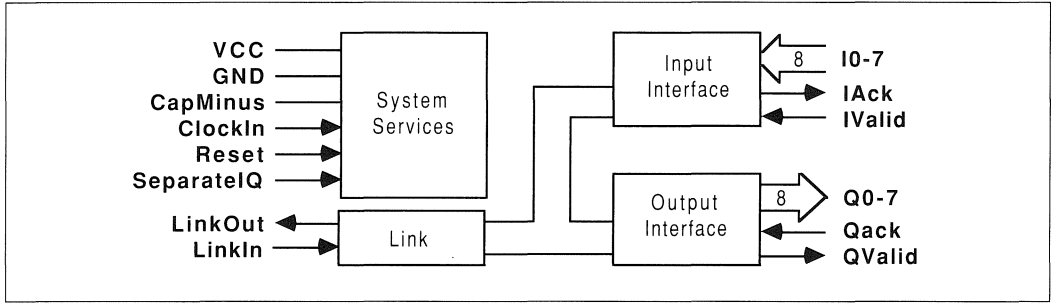 VCC
GND
CapMinus
ClockIn
Reset
SeparateIQ
System
Services
LinkOut
LinkIn
Link
Input
Interface
8
I0-7
IAck
IValid
Output
Interface
8
Q0-7
Qack
QValid